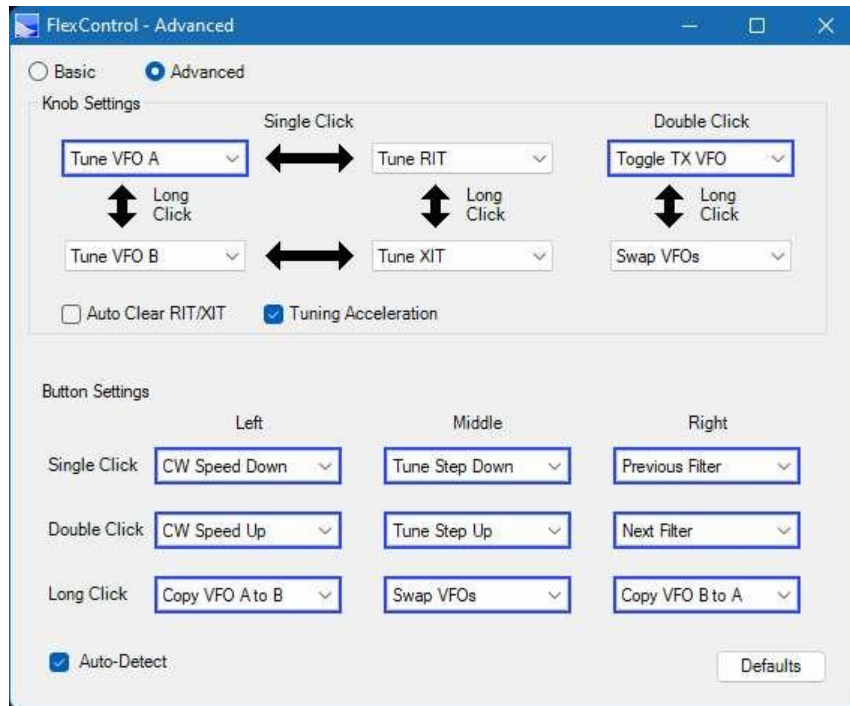 FlexControl - Advanced
Basic Advanced
Knob Settings
Single Click Double Click
Tune VFO A Tune RIT Toggle TX VFO
Long Click Long Click Long Click
Tune VFO B Tune XIT Swap VFOs
Auto Clear RIT/XIT Tuning Acceleration
Button Settings
Left Middle Right
Single Click CW Speed Down Tune Step Down Previous Filter
Double Click CW Speed Up Tune Step Up Next Filter
Long Click Copy VFO A to B Swap VFOs Copy VFO B to A
Auto-Detect Defaults